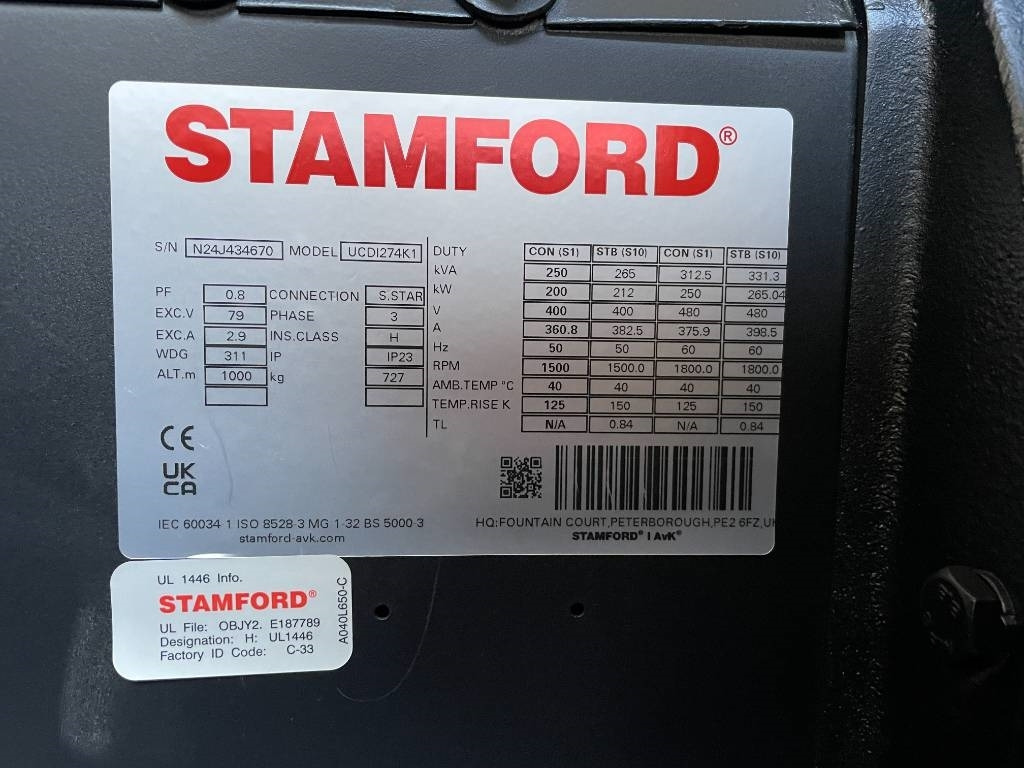 STAMFORD®
S/N N24J434670 MODEL UCDI274K1
PF 0.8 CONNECTION S.STAR
EXC.V 79 PHASE 3
EXC.A 2.9 INS.CLASS H
WDG 311 IP IP23
ALT.m 1000 kg 727
DUTY CON (S1) STB (S10) CON (S1) STB (S10)
kVA 250 265 312.5 331.3
kW 200 212 250 265.04
V 400 400 480 480
A 360.8 382.5 375.9 398.5
Hz 50 50 60 60
RPM 1500 1500.0 1800.0 1800.0
AMB.TEMP °C 40 40 40 40
TEMP.RISE K 125 150 125 150
TL N/A 0.84 N/A 0.84
CE
UK
CA
IEC 60034-1 ISO 8528-3 MG 1-32 BS 5000-3
stamford-avk.com
HQ:FOUNTAIN COURT,PETERBOROUGH,PE2 6FZ,UK
STAMFORD® | AvK®
UL 1446 Info.
STAMFORD®
UL File: OBJY2. E187789
Designation: H: UL1446
Factory ID Code: C-33
A040L650-C